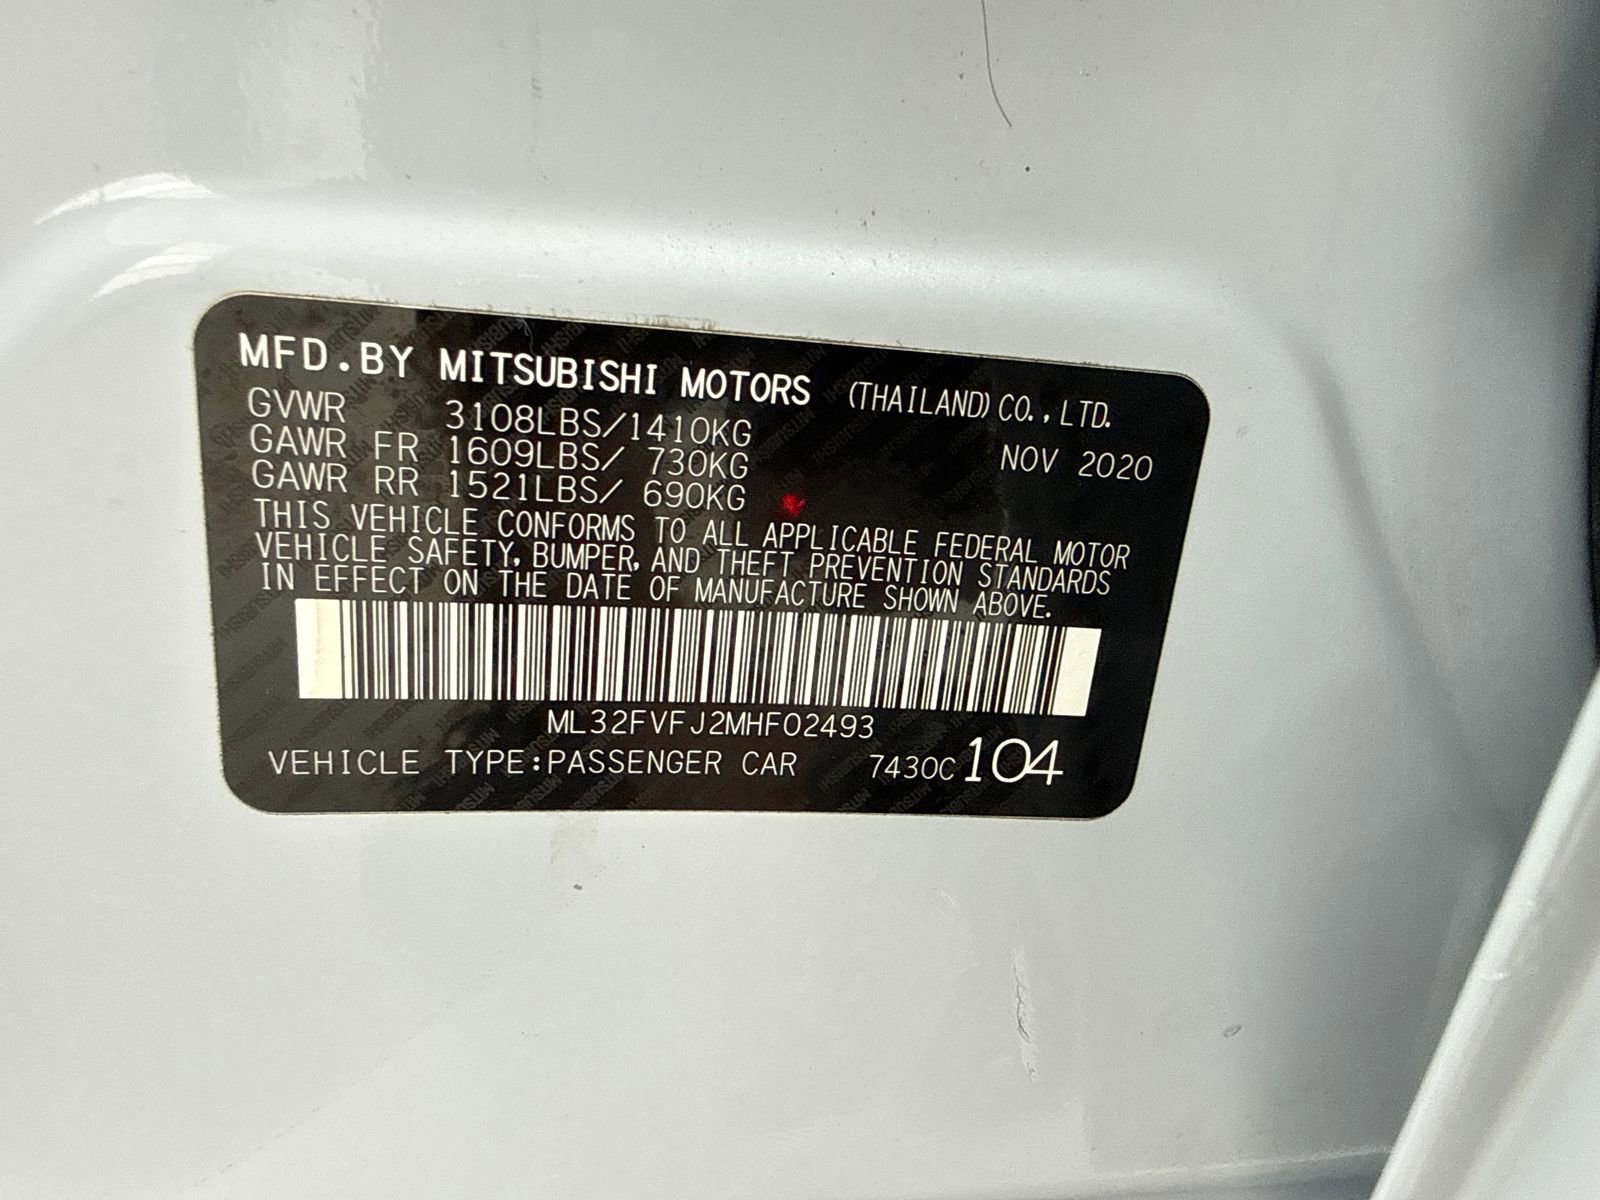 MFD.BY MITSUBISHI MOTORS (THAILAND) CO., LTD.
GVWR 3108LBS/1410KG
GAWR FR 1609LBS/ 730KG NOV 2020
GAWR RR 1521LBS/ 690KG
THIS VEHICLE CONFORMS TO ALL APPLICABLE FEDERAL MOTOR
VEHICLE SAFETY, BUMPER, AND THEFT PREVENTION STANDARDS
IN EFFECT ON THE DATE OF MANUFACTURE SHOWN ABOVE.
ML32FVFJ2MHF02493
VEHICLE TYPE:PASSENGER CAR 7430C 104